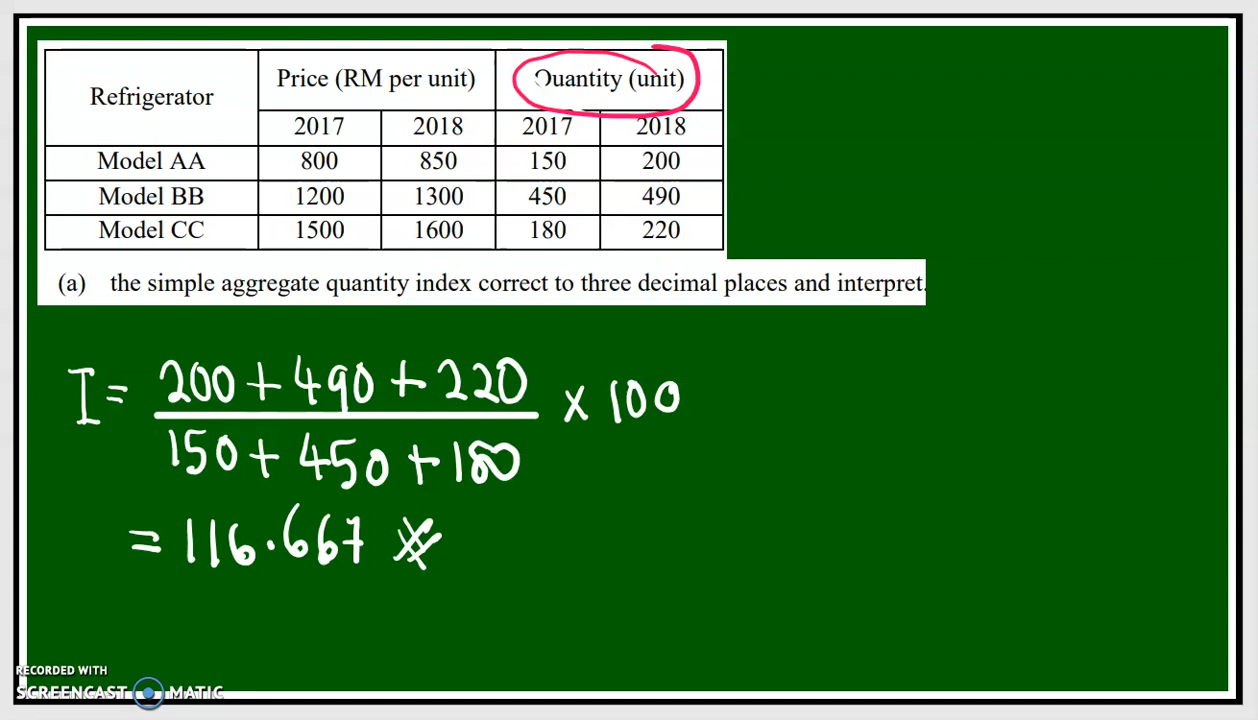 Refrigerator Price (RM per unit) Quantity (unit)
2017 2018 2017 2018
Model AA 800 850 150 200
Model BB 1200 1300 450 490
Model CC 1500 1600 180 220
(a) the simple aggregate quantity index correct to three decimal places and interpret.
I = 200 + 490 + 220
150 + 450 + 180 × 100
= 116.667 *
RECORDED WITH
SCREENCAST MATIC